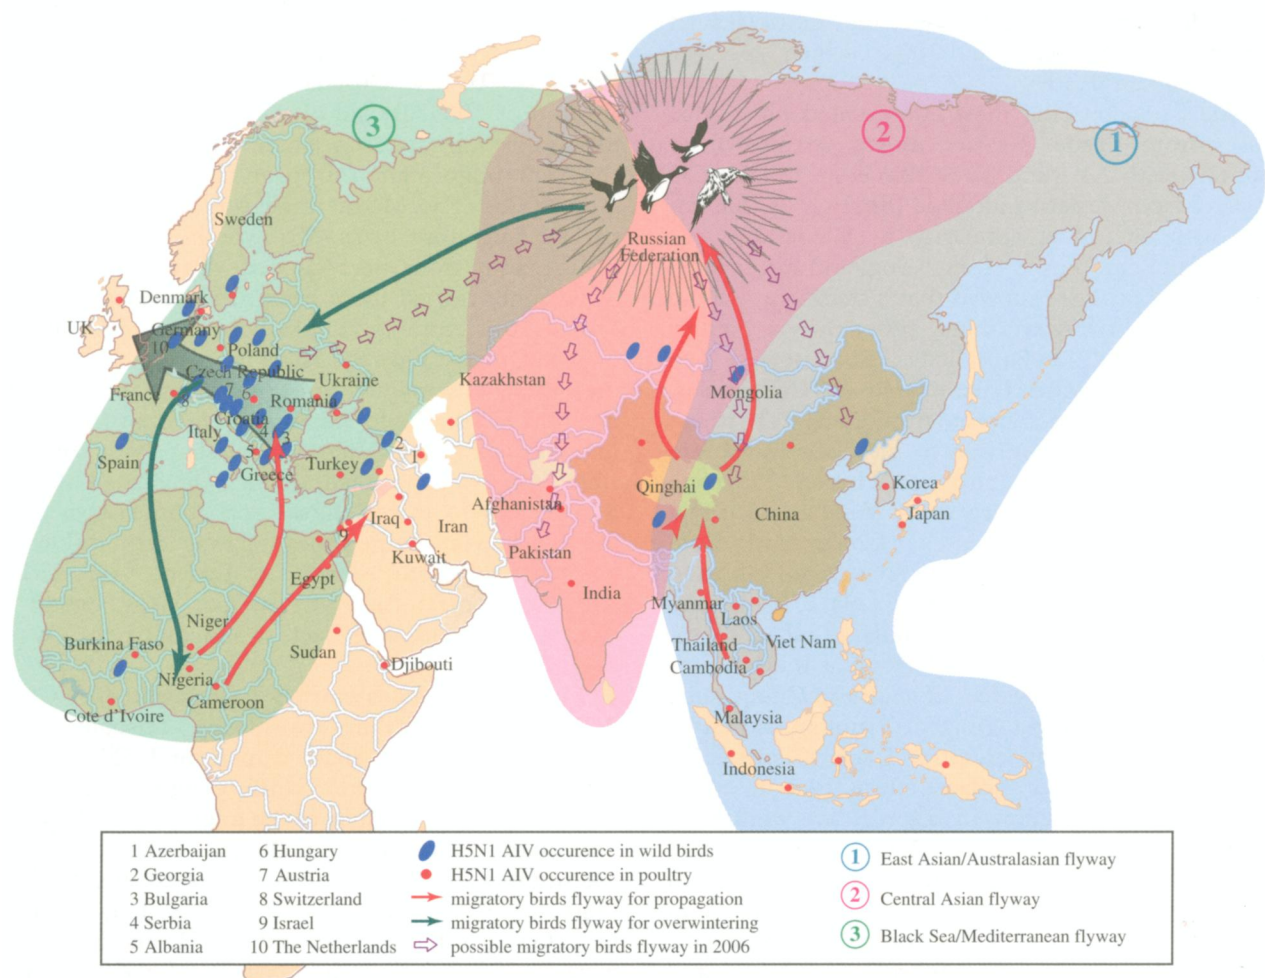 3
2
1
Sweden
Russian
Federation
Denmark
UK
Germany
10
Poland
Czech Republic
Kazakhstan
Ukraine
France
8
7
6
Romania
Mongolia
Croatia
Italy
4
3
2
1
Spain
5
Greece
Turkey
Qinghai
Korea
Afghanistan
China
Japan
Iraq
Iran
9
Kuwait
Pakistan
Egypt
India
Myanmar
Laos
Niger
Burkina Faso
Sudan
Thailand
Viet Nam
Djibouti
Cambodia
Nigeria
Cameroon
Cote d'Ivoire
Malaysia
Indonesia
1 Azerbaijan
2 Georgia
3 Bulgaria
4 Serbia
5 Albania
6 Hungary
7 Austria
8 Switzerland
9 Israel
10 The Netherlands
H5N1 AIV occurence in wild birds
H5N1 AIV occurence in poultry
migratory birds flyway for propagation
migratory birds flyway for overwintering
possible migratory birds flyway in 2006
1 East Asian/Australasian flyway
2 Central Asian flyway
3 Black Sea/Mediterranean flyway